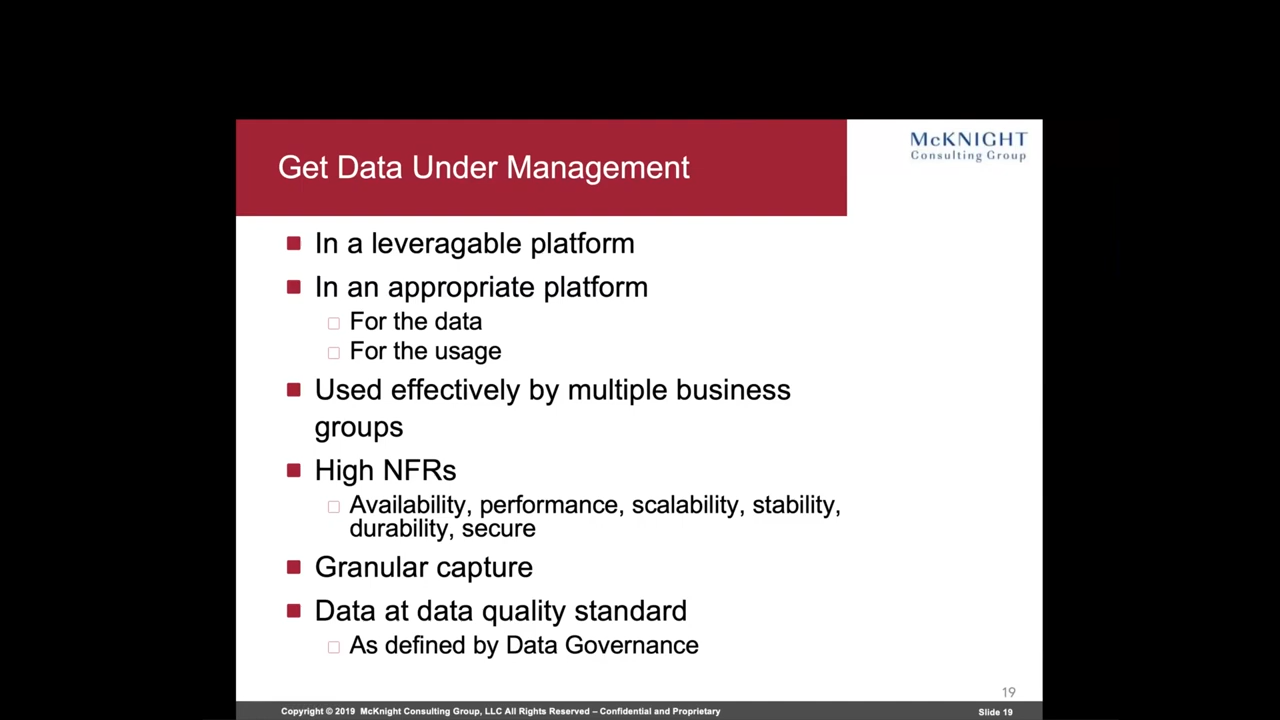 McKNIGHT
Consulting Group
Get Data Under Management
In a leveragable platform
In an appropriate platform
For the data
For the usage
Used effectively by multiple business
groups
High NFRs
Availability, performance, scalability, stability,
durability, secure
Granular capture
Data at data quality standard
As defined by Data Governance
19
Copyright © 2019 McKnight Consulting Group, LLC All Rights Reserved – Confidential and Proprietary
Slide 19